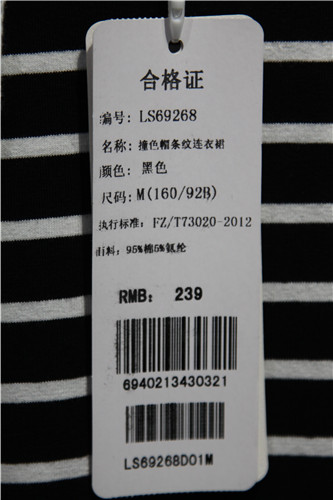 合格证
编号: LS69268
名称: 撞色帽条纹连衣裙
颜色: 黑色
尺码: M(160/92B)
执行标准: FZ/T73020-2012
面料: 95%棉5%氨纶
RMB: 239
6940213430321
LS69268D01M